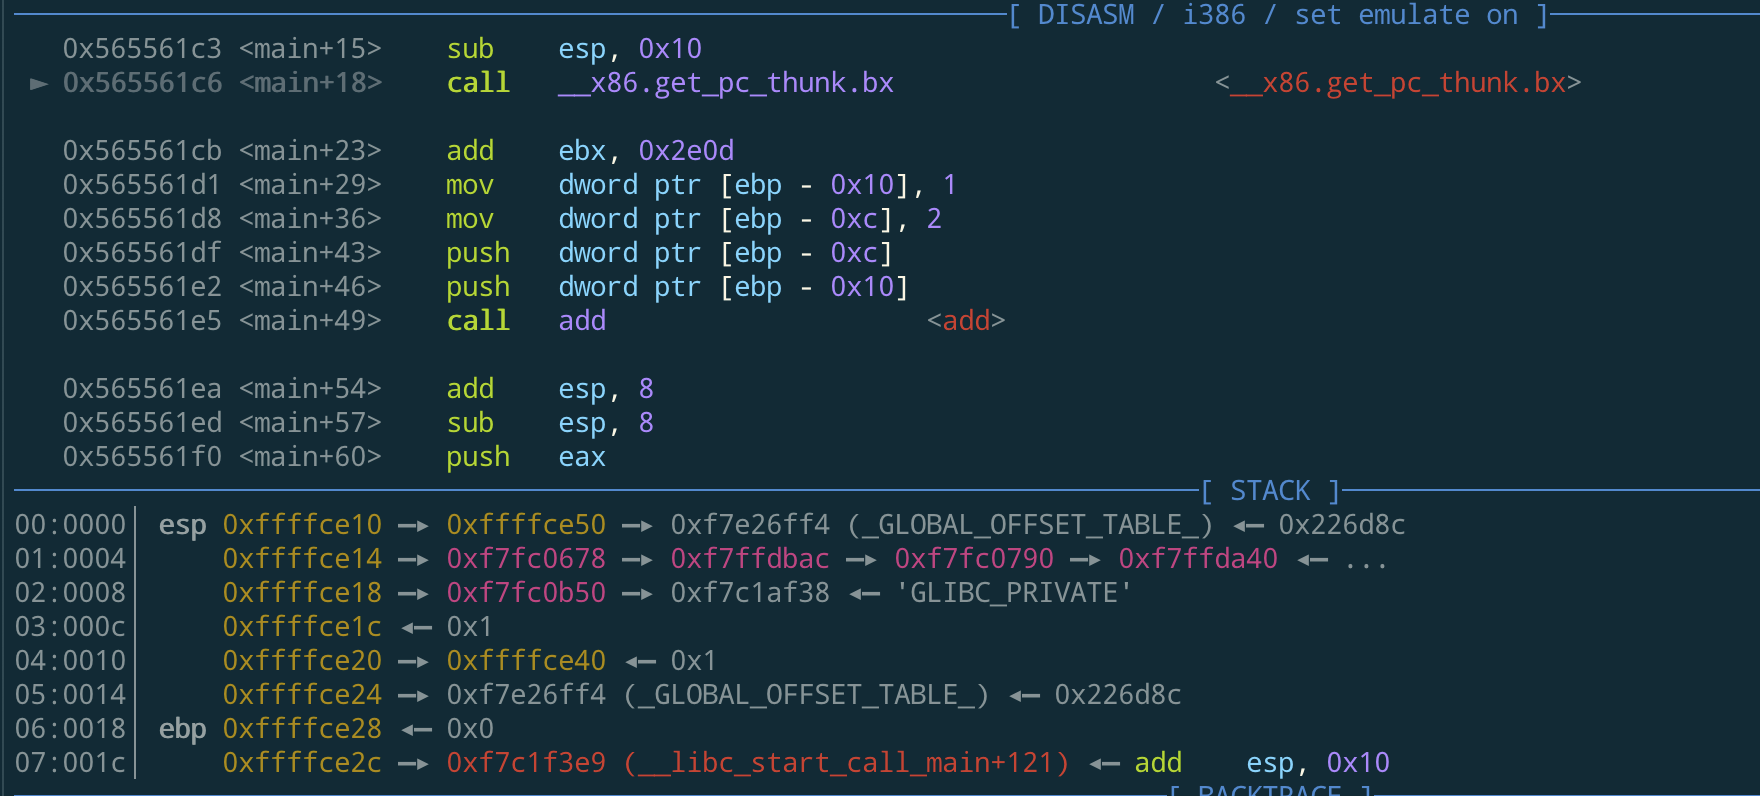 [ DISASM / i386 / set emulate on ]
0x565561c3 <main+15> sub esp, 0x10
► 0x565561c6 <main+18> call __x86.get_pc_thunk.bx <__x86.get_pc_thunk.bx>
0x565561cb <main+23> add ebx, 0x2e0d
0x565561d1 <main+29> mov dword ptr [ebp - 0x10], 1
0x565561d8 <main+36> mov dword ptr [ebp - 0xc], 2
0x565561df <main+43> push dword ptr [ebp - 0xc]
0x565561e2 <main+46> push dword ptr [ebp - 0x10]
0x565561e5 <main+49> call add <add>
0x565561ea <main+54> add esp, 8
0x565561ed <main+57> sub esp, 8
0x565561f0 <main+60> push eax
[ STACK ]
00:0000│ esp 0xffffce10 —▸ 0xffffce50 —▸ 0xf7e26ff4 (_GLOBAL_OFFSET_TABLE_) ◂— 0x226d8c
01:0004│ 0xffffce14 —▸ 0xf7fc0678 —▸ 0xf7ffdbac —▸ 0xf7fc0790 —▸ 0xf7ffda40 ◂— ...
02:0008│ 0xffffce18 —▸ 0xf7fc0b50 —▸ 0xf7c1af38 ◂— 'GLIBC_PRIVATE'
03:000c│ 0xffffce1c ◂— 0x1
04:0010│ 0xffffce20 —▸ 0xffffce40 ◂— 0x1
05:0014│ 0xffffce24 —▸ 0xf7e26ff4 (_GLOBAL_OFFSET_TABLE_) ◂— 0x226d8c
06:0018│ ebp 0xffffce28 ◂— 0x0
07:001c│ 0xffffce2c —▸ 0xf7c1f3e9 (__libc_start_call_main+121) ◂— add esp, 0x10
[ BACKTRACE ]